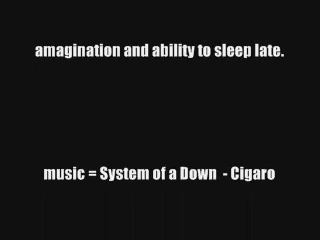 amagination and ability to sleep late.
music = System of a Down - Cigaro